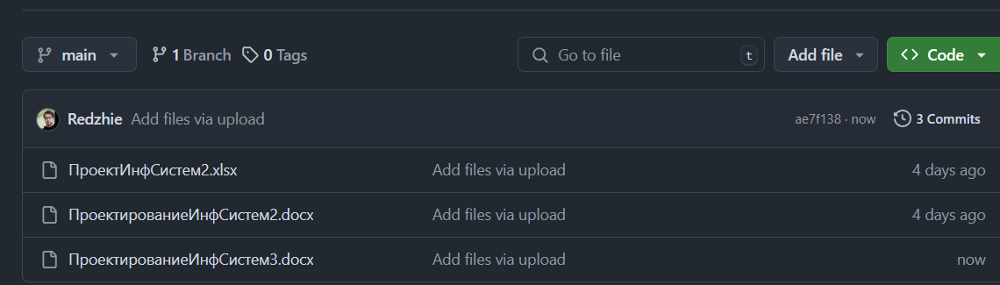 main 1 Branch 0 Tags Go to file t Add file Code
Redzhie Add files via upload ae7f138 · now 3 Commits
ПроектИнфСистем2.xlsx Add files via upload 4 days ago
ПроектированиеИнфСистем2.docx Add files via upload 4 days ago
ПроектированиеИнфСистем3.docx Add files via upload now